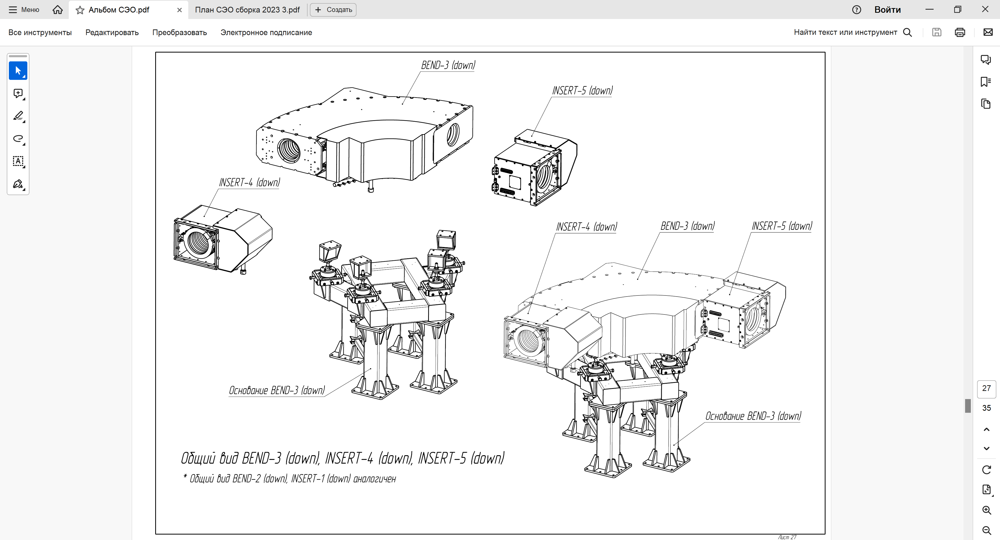 Меню
Альбом СЭО.pdf
План СЭО сборка 2023 3.pdf
Создать
Войти
Все инструменты
Редактировать
Преобразовать
Электронное подписание
Найти текст или инструмент
BEND-3 (down)
INSERT-5 (down)
INSERT-4 (down)
INSERT-4 (down)
BEND-3 (down)
INSERT-5 (down)
Основание BEND-3 (down)
Основание BEND-3 (down)
Общий вид BEND-3 (down), INSERT-4 (down), INSERT-5 (down)
* Общий вид BEND-2 (down), INSERT-1 (down) аналогичен
Лист 27
27
35